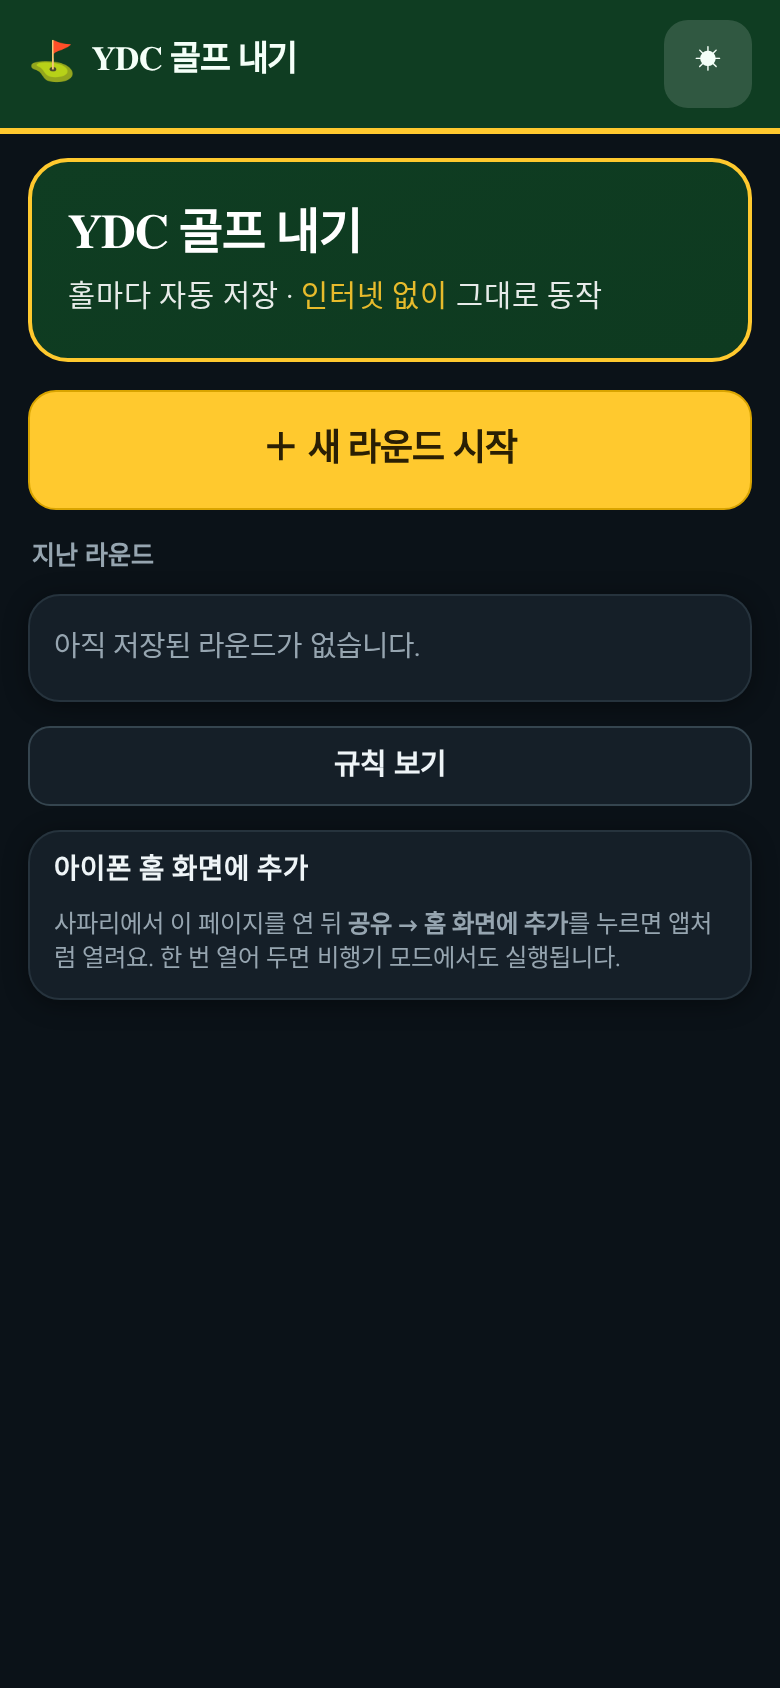 YDC 골프 내기
YDC 골프 내기
홀마다 자동 저장 · 인터넷 없이 그대로 동작
+ 새 라운드 시작
지난 라운드
아직 저장된 라운드가 없습니다.
규칙 보기
아이폰 홈 화면에 추가
사파리에서 이 페이지를 연 뒤 공유 → 홈 화면에 추가를 누르면 앱처
럼 열려요. 한 번 열어 두면 비행기 모드에서도 실행됩니다.